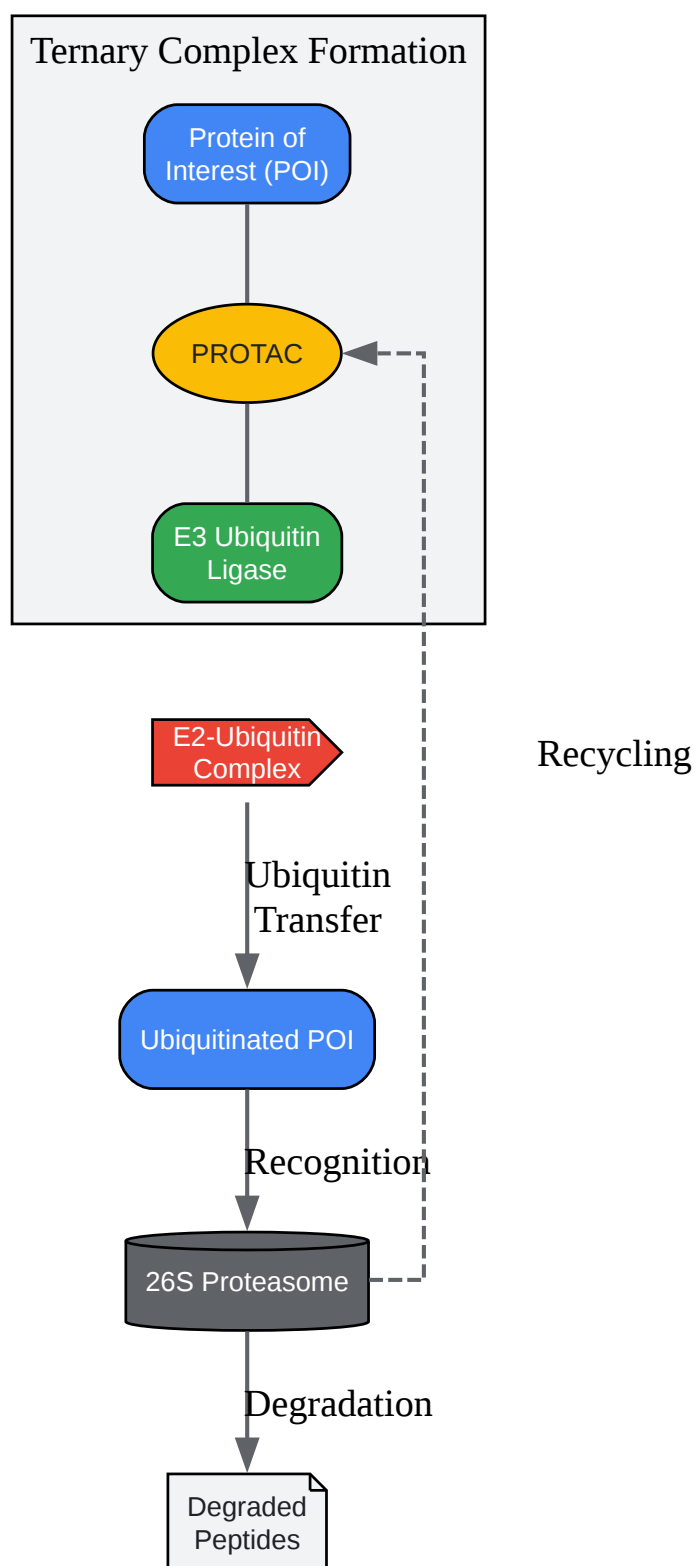 Ternary Complex Formation
Protein of
Interest (POI)
PROTAC
E3 Ubiquitin
Ligase
E2-Ubiquitin
Complex
Recycling
Ubiquitin
Transfer
Ubiquitinated POI
Recognition
26S Proteasome
Degradation
Degraded
Peptides